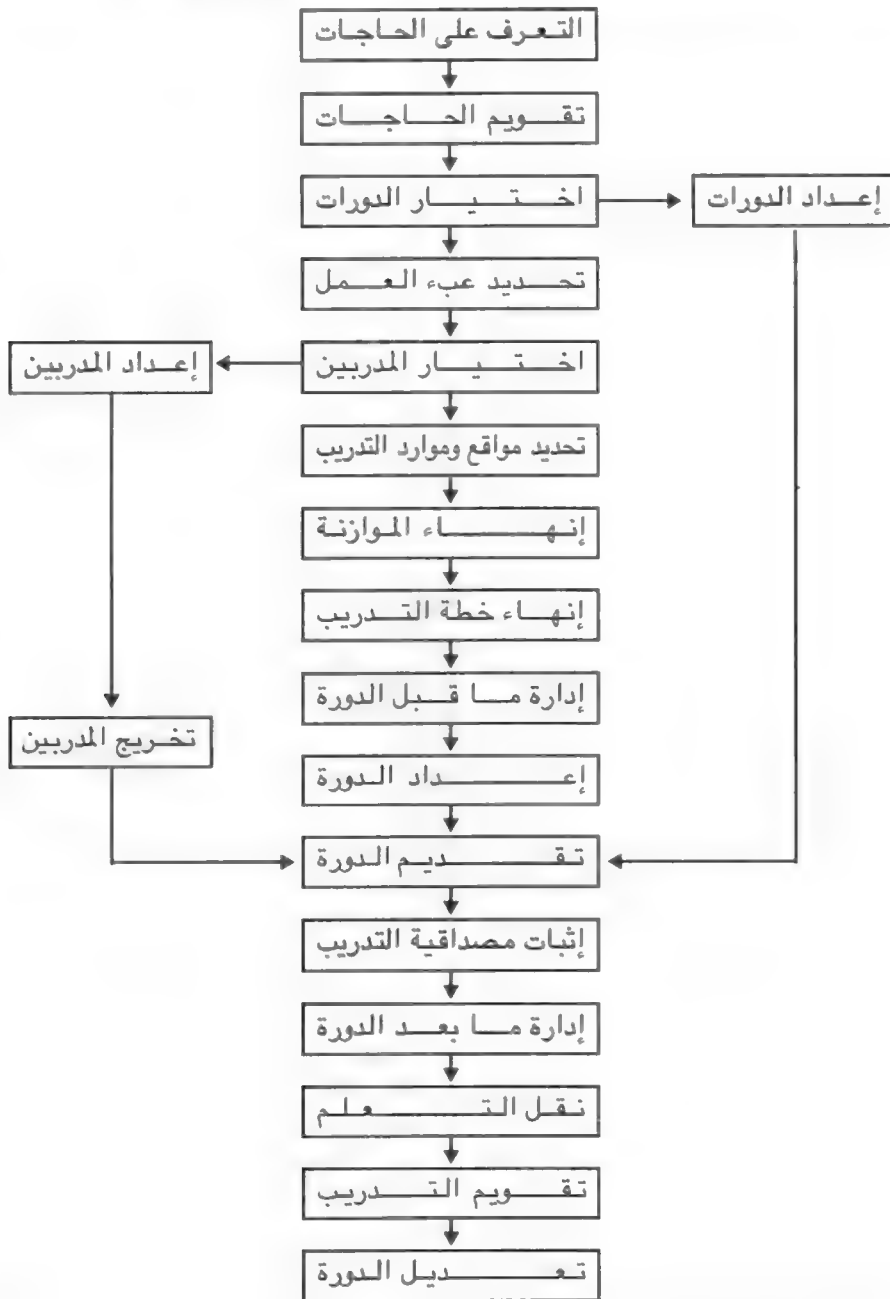 التعرف على الحاجات
تقويم الحاجات
اختيار الدورات
إعداد الدورات
تحديد عبء العمل
اختيار المدربين
إعداد المدربين
تحديد مواقع وموارد التدريب
إنهاء الموازنة
إنهاء خطة التدريب
إدارة ما قبل الدورة
تخريج المدربين
إعداد الدورة
تقديم الدورة
إثبات مصداقية التدريب
إدارة ما بعد الدورة
نقل التعلم
تقويم التدريب
تعديل الدورة